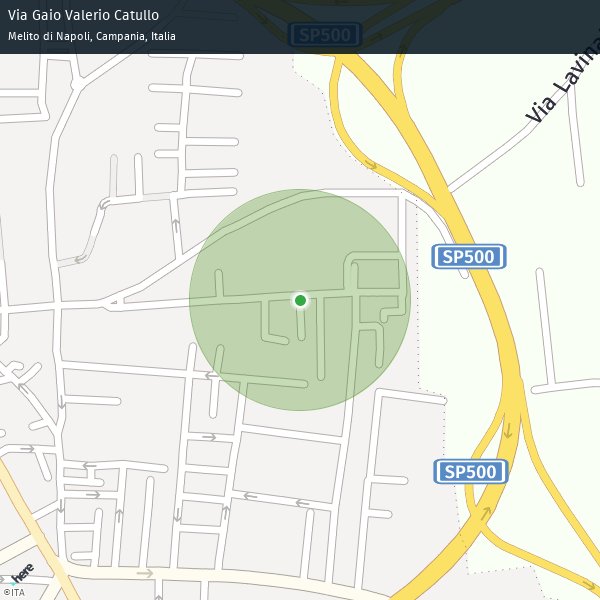 Via Gaio Valerio Catullo
Melito di Napoli, Campania, Italia
SP500
Via Lavina
SP500
SP500
here
©ITA